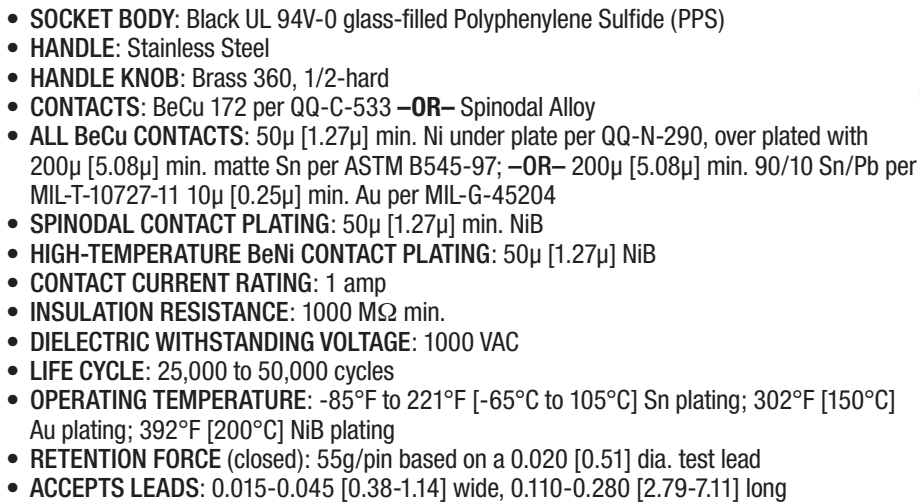 • SOCKET BODY: Black UL 94V-0 glass-filled Polyphenylene Sulfide (PPS)
• HANDLE: Stainless Steel
• HANDLE KNOB: Brass 360, 1/2-hard
• CONTACTS: BeCu 172 per QQ-C-533 –OR– Spinodal Alloy
• ALL BeCu CONTACTS: 50µ [1.27µ] min. Ni under plate per QQ-N-290, over plated with
200µ [5.08µ] min. matte Sn per ASTM B545-97; –OR– 200µ [5.08µ] min. 90/10 Sn/Pb per
MIL-T-10727-11 10µ [0.25µ] min. Au per MIL-G-45204
• SPINODAL CONTACT PLATING: 50µ [1.27µ] min. NiB
• HIGH-TEMPERATURE BeNi CONTACT PLATING: 50µ [1.27µ] NiB
• CONTACT CURRENT RATING: 1 amp
• INSULATION RESISTANCE: 1000 MΩ min.
• DIELECTRIC WITHSTANDING VOLTAGE: 1000 VAC
• LIFE CYCLE: 25,000 to 50,000 cycles
• OPERATING TEMPERATURE: -85°F to 221°F [-65°C to 105°C] Sn plating; 302°F [150°C]
Au plating; 392°F [200°C] NiB plating
• RETENTION FORCE (closed): 55g/pin based on a 0.020 [0.51] dia. test lead
• ACCEPTS LEADS: 0.015-0.045 [0.38-1.14] wide, 0.110-0.280 [2.79-7.11] long